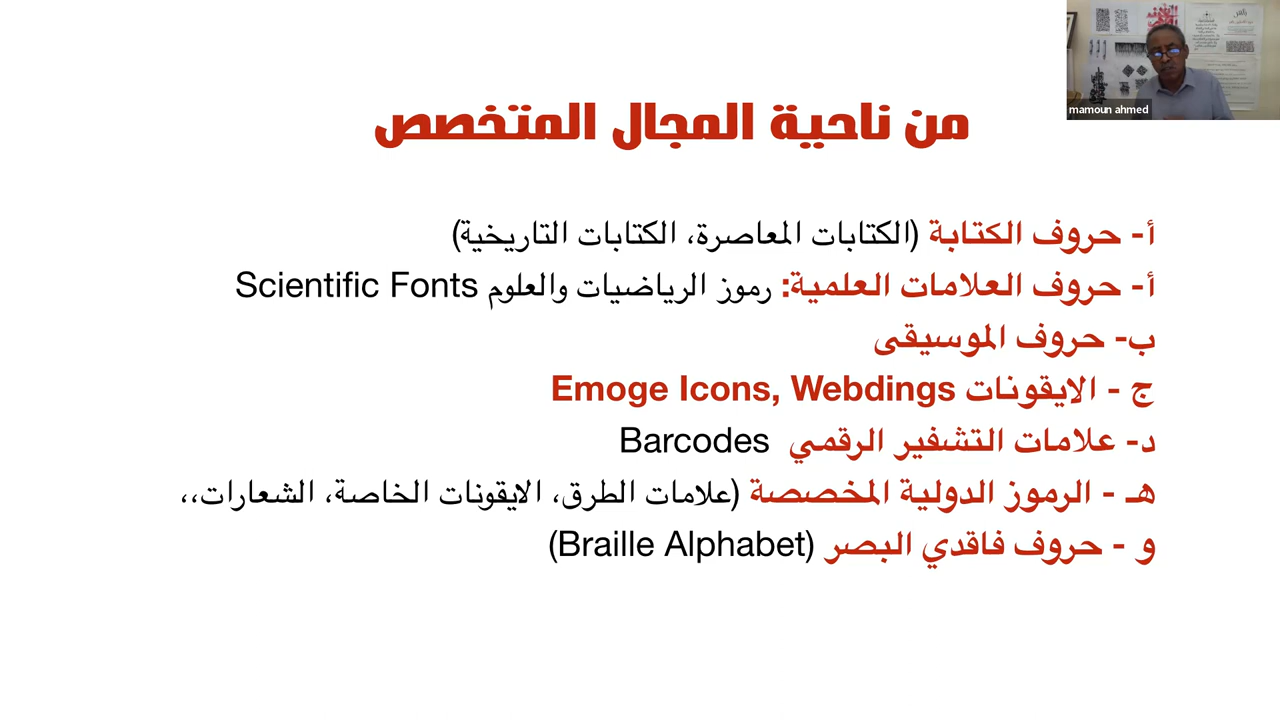 من ناحية المجال المتخصص
أ- حروف الكتابة (الكتابات المعاصرة، الكتابات التاريخية)
أ- حروف العلامات العلمية: رموز الرياضيات والعلوم Scientific Fonts
ب- حروف الموسيقى
ج - الايقونات Emoge Icons, Webdings
د- علامات التشفير الرقمي Barcodes
هـ - الرموز الدولية المخصصة (علامات الطرق، الايقونات الخاصة، الشعارات،،
و - حروف فاقدي البصر (Braille Alphabet)
mamoun ahmed